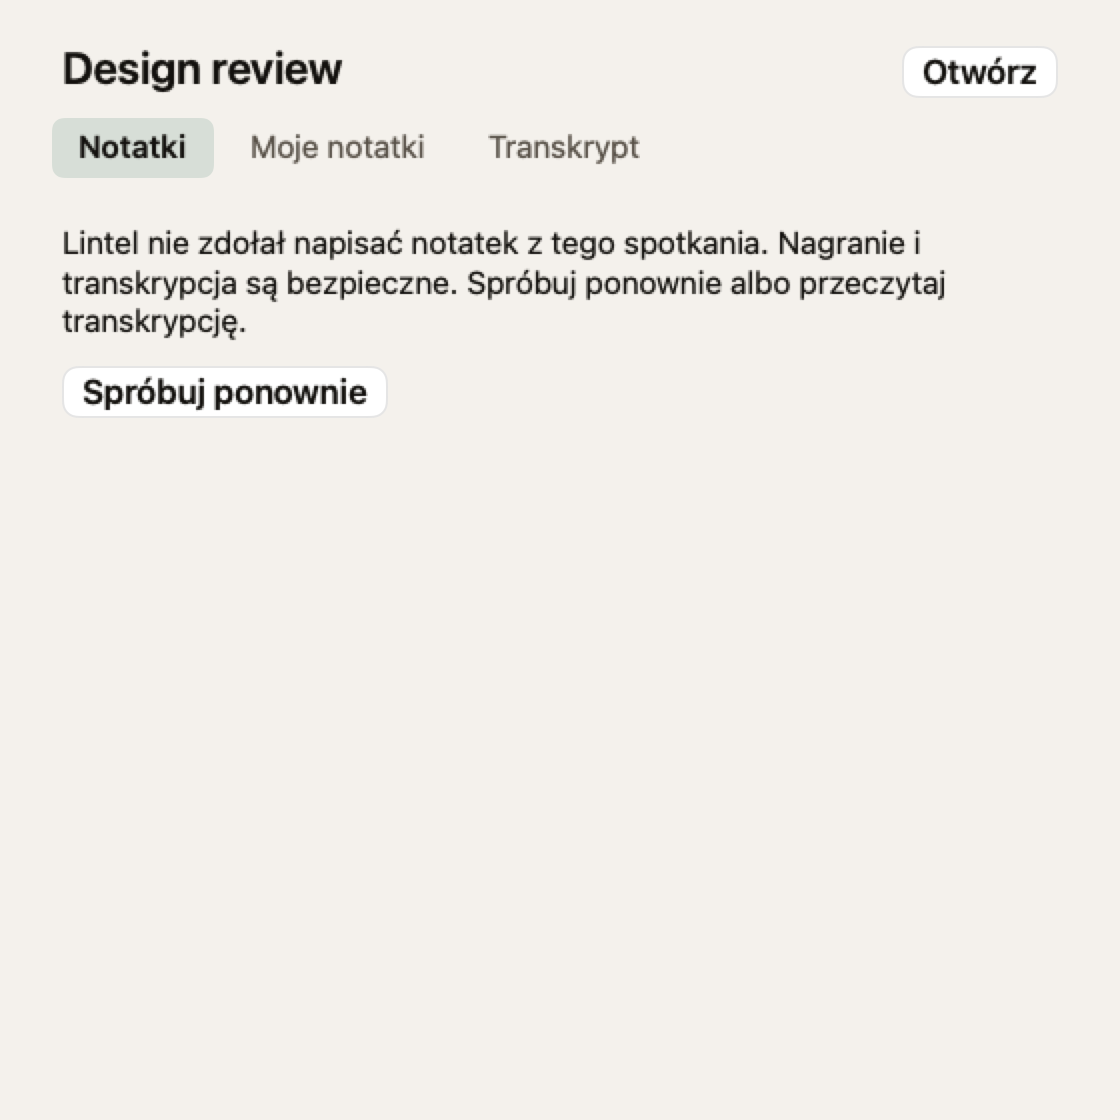 Design review
Otwórz
Notatki
Moje notatki
Transkrypt
Lintel nie zdołał napisać notatek z tego spotkania. Nagranie i
transkrypcja są bezpieczne. Spróbuj ponownie albo przeczytaj
transkrypcję.
Spróbuj ponownie